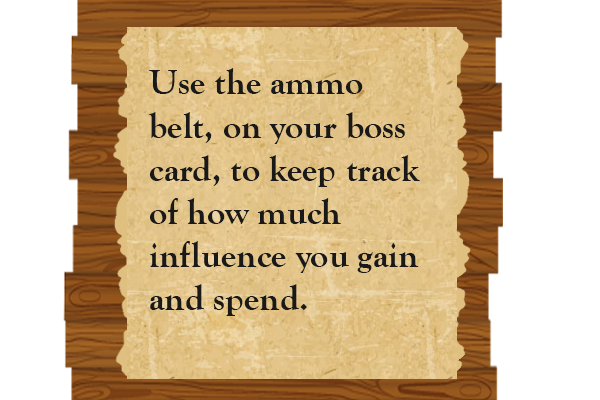 Use the ammo
belt, on your boss
card, to keep track
of how much
influence you gain
and spend.